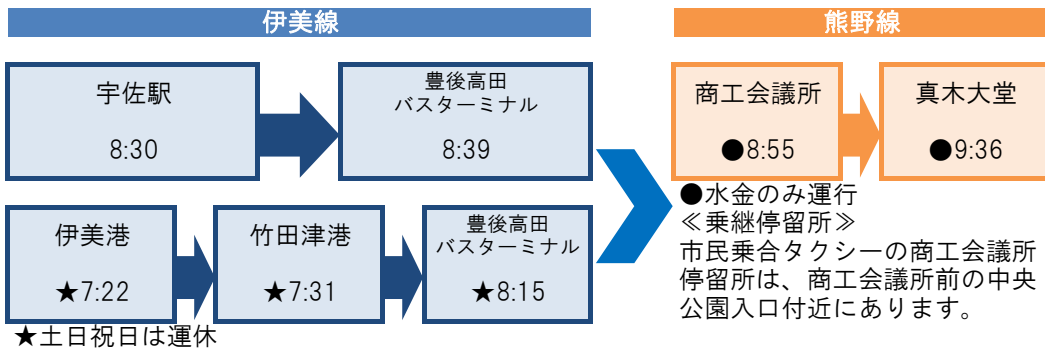 伊美線
宇佐駅
8:30
豊後高田
バスターミナル
8:39
伊美港
★7:22
竹田津港
★7:31
豊後高田
バスターミナル
★8:15
★土日祝日は運休
熊野線
商工会議所
●8:55
真木大堂
●9:36
●水金のみ運行
≪乗継停留所≫
市民乗合タクシーの商工会議所
停留所は、商工会議所前の中央
公園入口付近にあります。